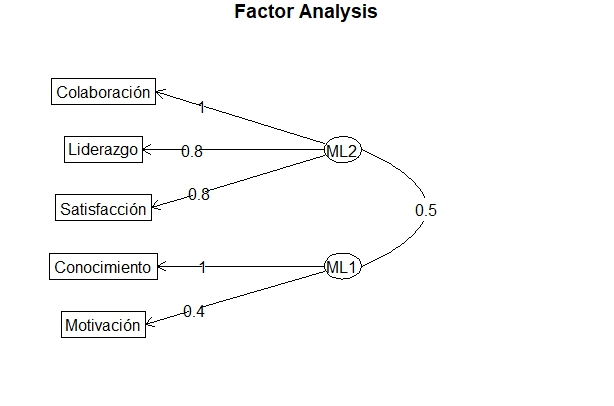 Factor Analysis
Colaboración
1
Liderazgo
0.8
ML2
Satisfacción
0.8
0.5
Conocimiento
1
ML1
Motivación
0.4